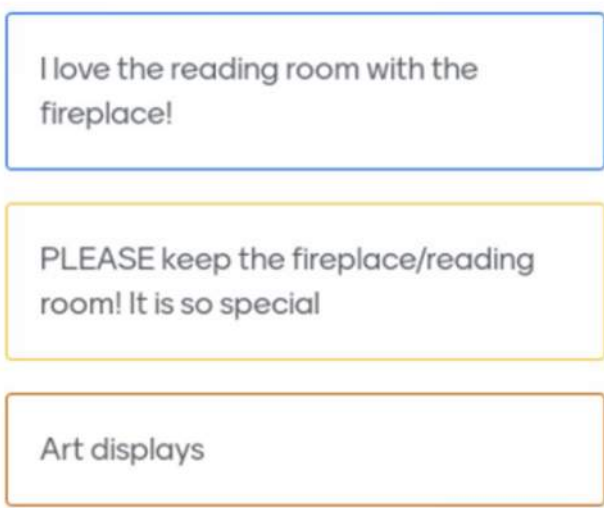 I love the reading room with the
fireplace!
PLEASE keep the fireplace/reading
room! It is so special
Art displays